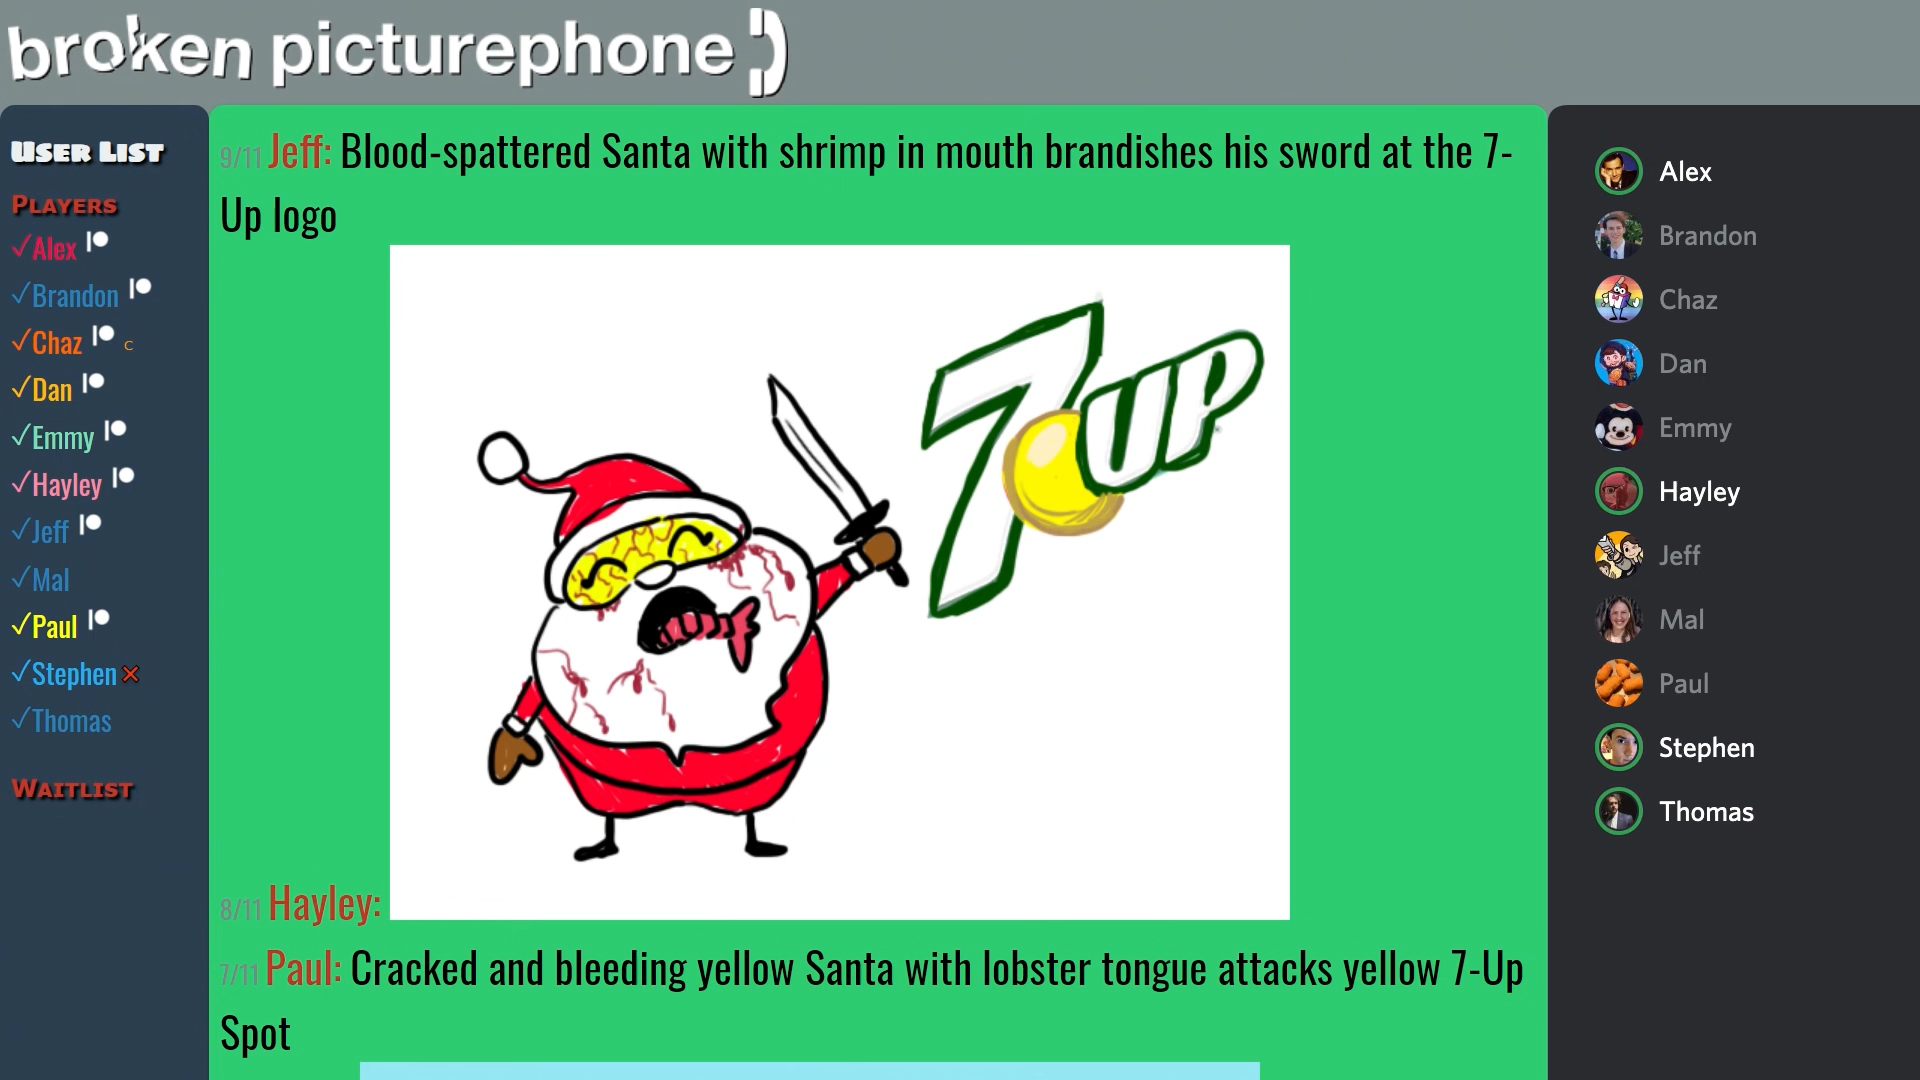 broken picturephone
User List
Players
✓Alex
✓Brandon
✓Chaz C
✓Dan
✓Emmy
✓Hayley
✓Jeff
✓Mal
✓Paul
✓Stephen ✕
✓Thomas
Waitlist
9/11 Jeff: Blood-spattered Santa with shrimp in mouth brandishes his sword at the 7-
Up logo
7 UP
8/11 Hayley:
7/11 Paul: Cracked and bleeding yellow Santa with lobster tongue attacks yellow 7-Up
Spot
Alex
Brandon
Chaz
Dan
Emmy
Hayley
Jeff
Mal
Paul
Stephen
Thomas